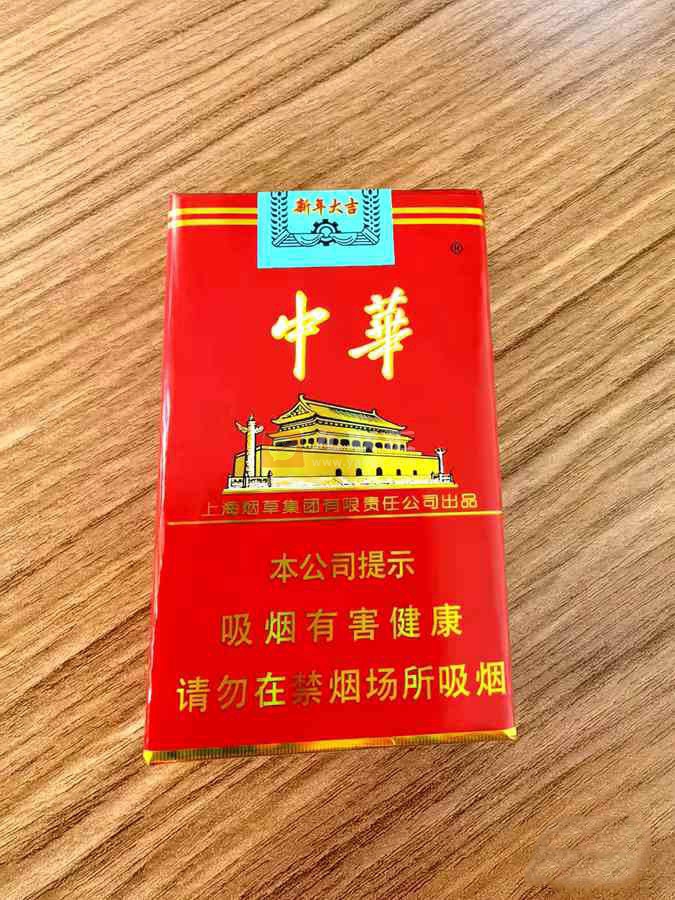 新年大吉
®
中華
上海烟草集团有限责任公司出品
本公司提示
吸烟有害健康
请勿在禁烟场所吸烟